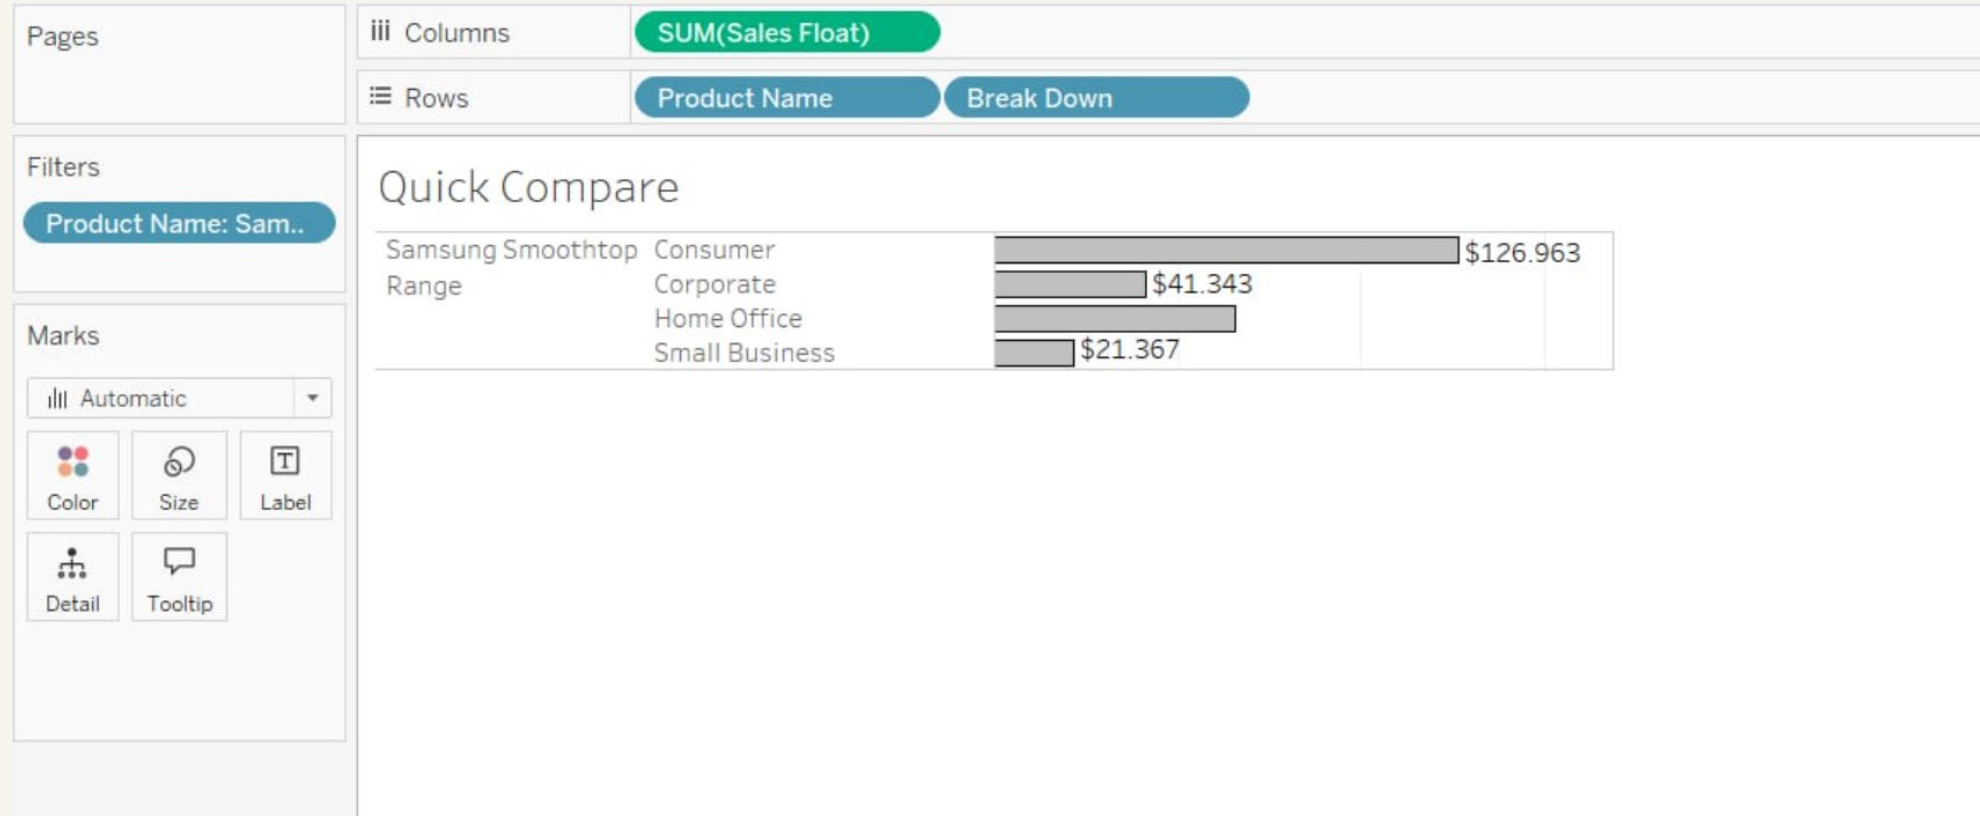 Pages
Columns
SUM(Sales Float)
Rows
Product Name
Break Down
Filters
Product Name: Sam..
Marks
Automatic
Color
Size
Label
Detail
Tooltip
Quick Compare
Samsung Smoothtop Consumer $126.963
Range Corporate $41.343
Home Office
Small Business $21.367